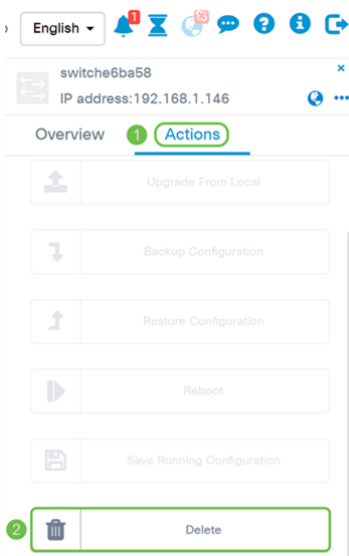 English
1
switche6ba58
IP address:192.168.1.146
Overview
1
Actions
Upgrade From Local
Backup Configuration
Restore Configuration
Reboot
Save Running Configuration
2
Delete